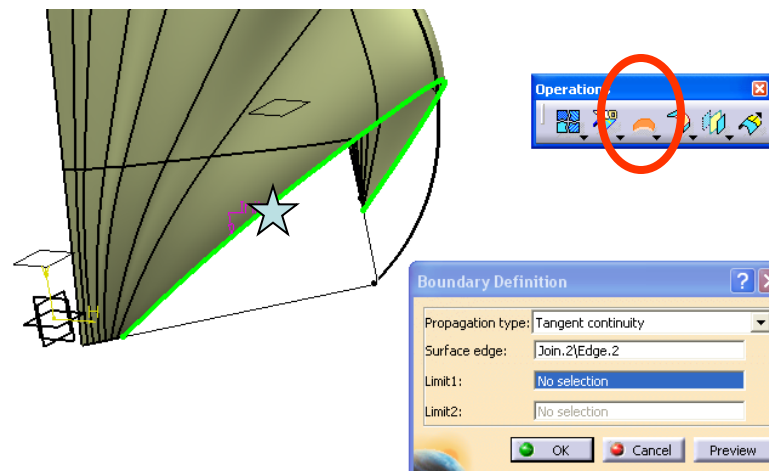 Operations
Boundary Definition
Propagation type: Tangent continuity
Surface edge: Join.2\Edge.2
Limit1: No selection
Limit2: No selection
OK Cancel Preview